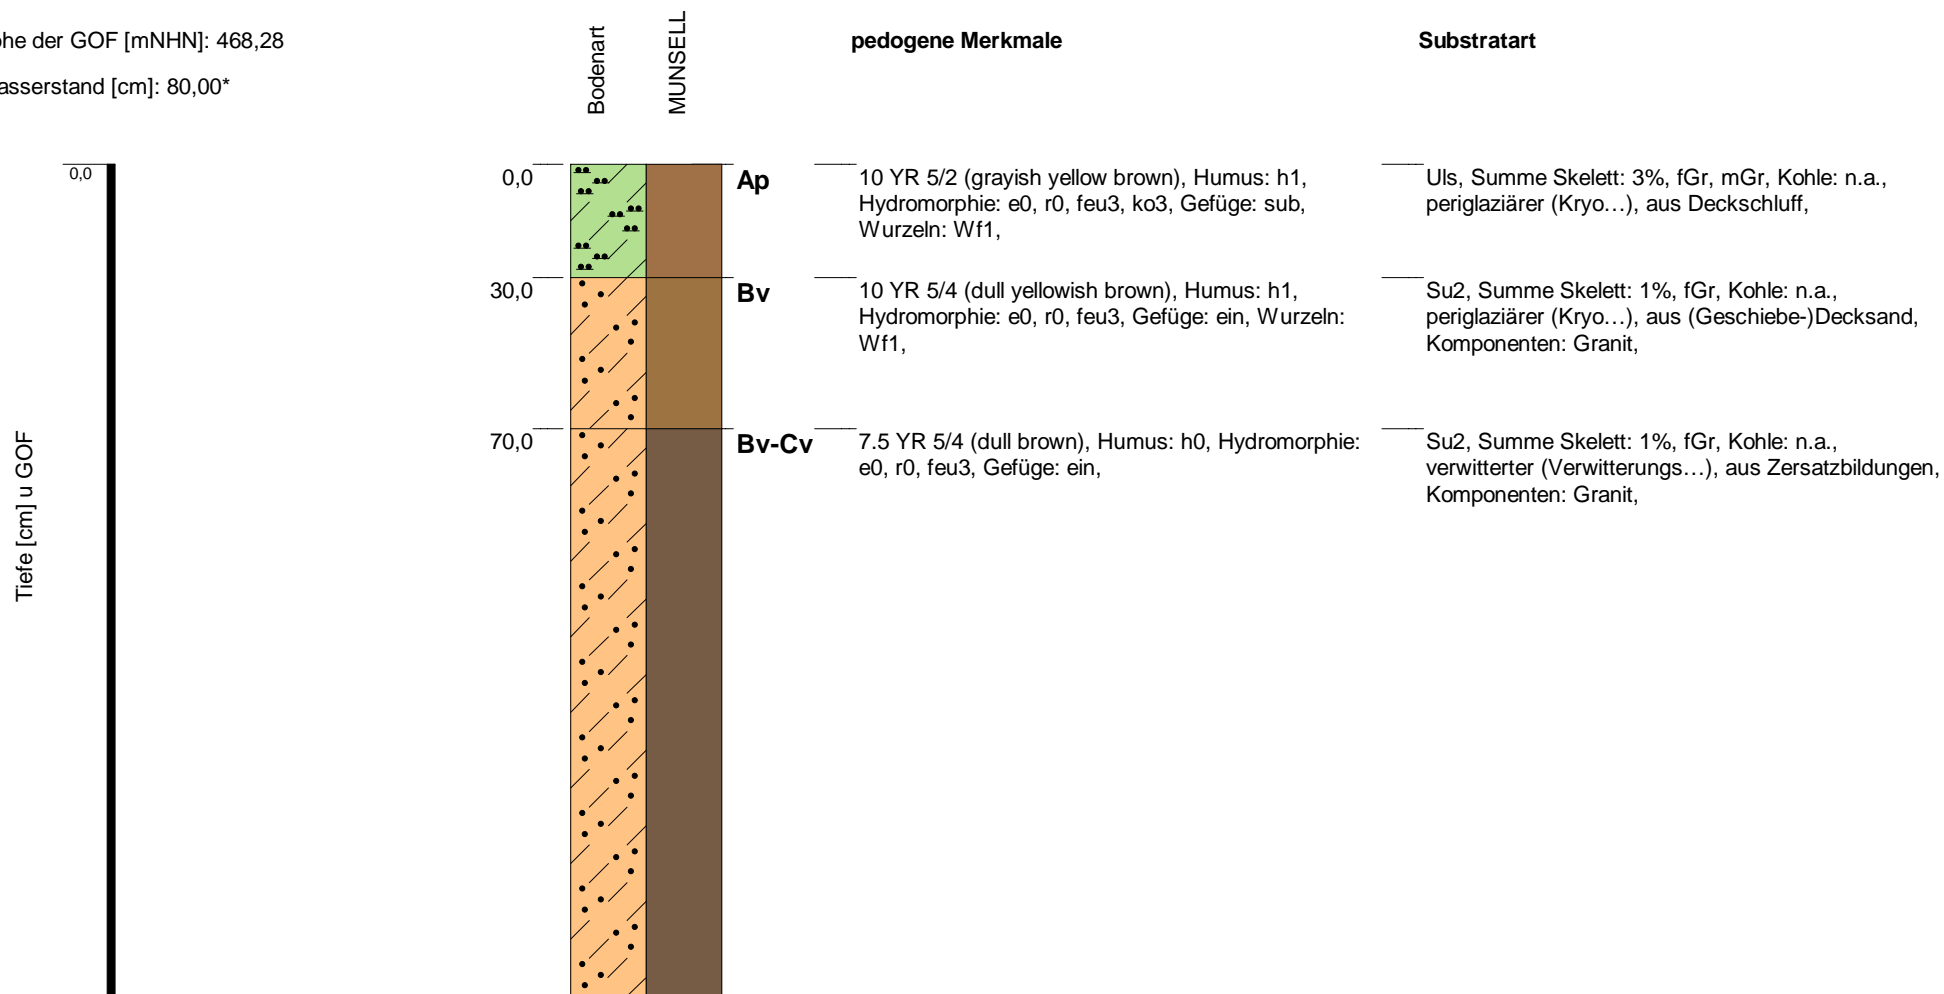 öhe der GOF [mNHN]: 468,28
asserstand [cm]: 80,00*
Bodenart
MUNSELL
pedogene Merkmale
Substratart
Tiefe [cm] u GOF
0,0
0,0
Ap
10 YR 5/2 (grayish yellow brown), Humus: h1,
Hydromorphie: e0, r0, feu3, ko3, Gefüge: sub,
Wurzeln: Wf1,
Uls, Summe Skelett: 3%, fGr, mGr, Kohle: n.a.,
periglaziärer (Kryo…), aus Deckschluff,
30,0
Bv
10 YR 5/4 (dull yellowish brown), Humus: h1,
Hydromorphie: e0, r0, feu3, Gefüge: ein, Wurzeln:
Wf1,
Su2, Summe Skelett: 1%, fGr, Kohle: n.a.,
periglaziärer (Kryo…), aus (Geschiebe-)Decksand,
Komponenten: Granit,
70,0
Bv-Cv
7.5 YR 5/4 (dull brown), Humus: h0, Hydromorphie:
e0, r0, feu3, Gefüge: ein,
Su2, Summe Skelett: 1%, fGr, Kohle: n.a.,
verwitterter (Verwitterungs…), aus Zersatzbildungen,
Komponenten: Granit,